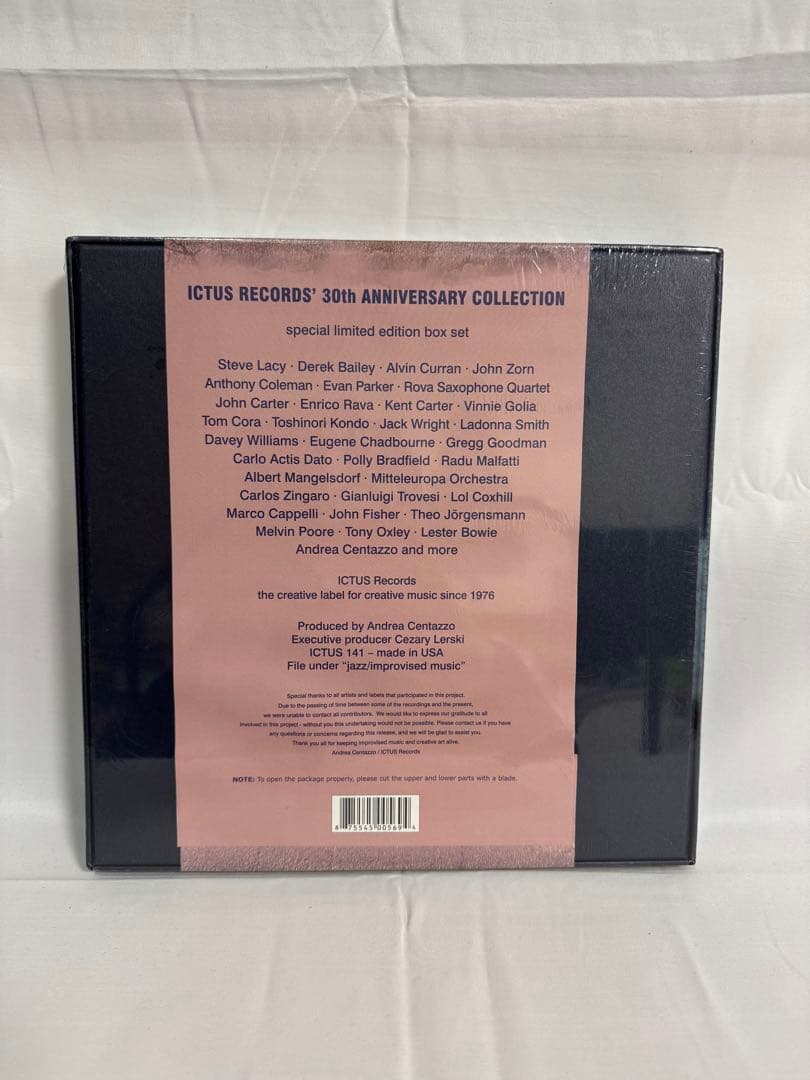 ICTUS RECORDS' 30th ANNIVERSARY COLLECTION
special limited edition box set
Steve Lacy · Derek Bailey · Alvin Curran · John Zorn
Anthony Coleman · Evan Parker · Rova Saxophone Quartet
John Carter · Enrico Rava · Kent Carter · Vinnie Golia
Tom Cora · Toshinori Kondo · Jack Wright · Ladonna Smith
Davey Williams · Eugene Chadbourne · Gregg Goodman
Carlo Actis Dato · Polly Bradfield · Radu Malfatti
Albert Mangelsdorf · Mitteleuropa Orchestra
Carlos Zingaro · Gianluigi Trovesi · Lol Coxhill
Marco Cappelli · John Fisher · Theo Jörgensmann
Melvin Poore · Tony Oxley · Lester Bowie
Andrea Centazzo and more
ICTUS Records
the creative label for creative music since 1976
Produced by Andrea Centazzo
Executive producer Cezary Lerski
ICTUS 141 – made in USA
File under “jazz/improvised music”
Special thanks to all artists and labels that participated in this project.
Due to the passing of time between some of the recordings and the present,
we were unable to contact all contributors. We would like to express our gratitude to all
involved in this project - without you this undertaking would not be possible. Please contact us if you have
any questions or concerns regarding this release, and we will be glad to assist you.
Thank you all for keeping improvised music and creative art alive.
Andrea Centazzo / ICTUS Records
NOTE: To open the package properly, please cut the upper and lower parts with a blade.
8 75545 00569 4